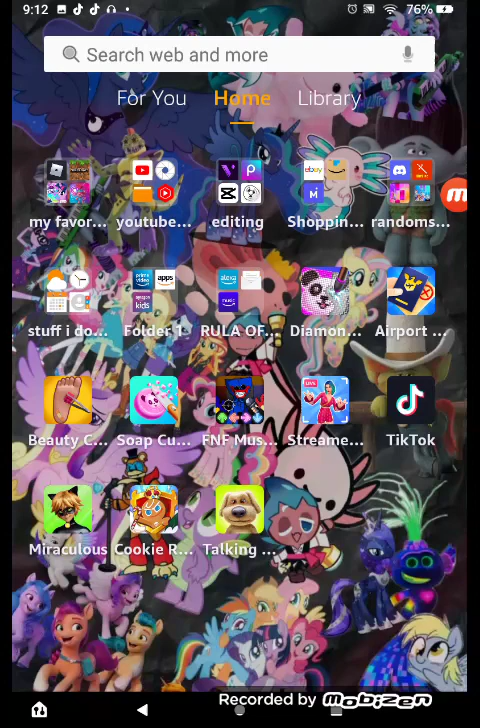 9:12
76%
Search web and more
For You Home Library
my favor... youtube... editing Shoppin... randoms...
stuff i do... Folder 1 RULA OF... Diamon... Airport ...
Beauty C... Soap Cu... FNF Mus... Streame... TikTok
Miraculous Cookie R... Talking ...
Recorded by Mobizen